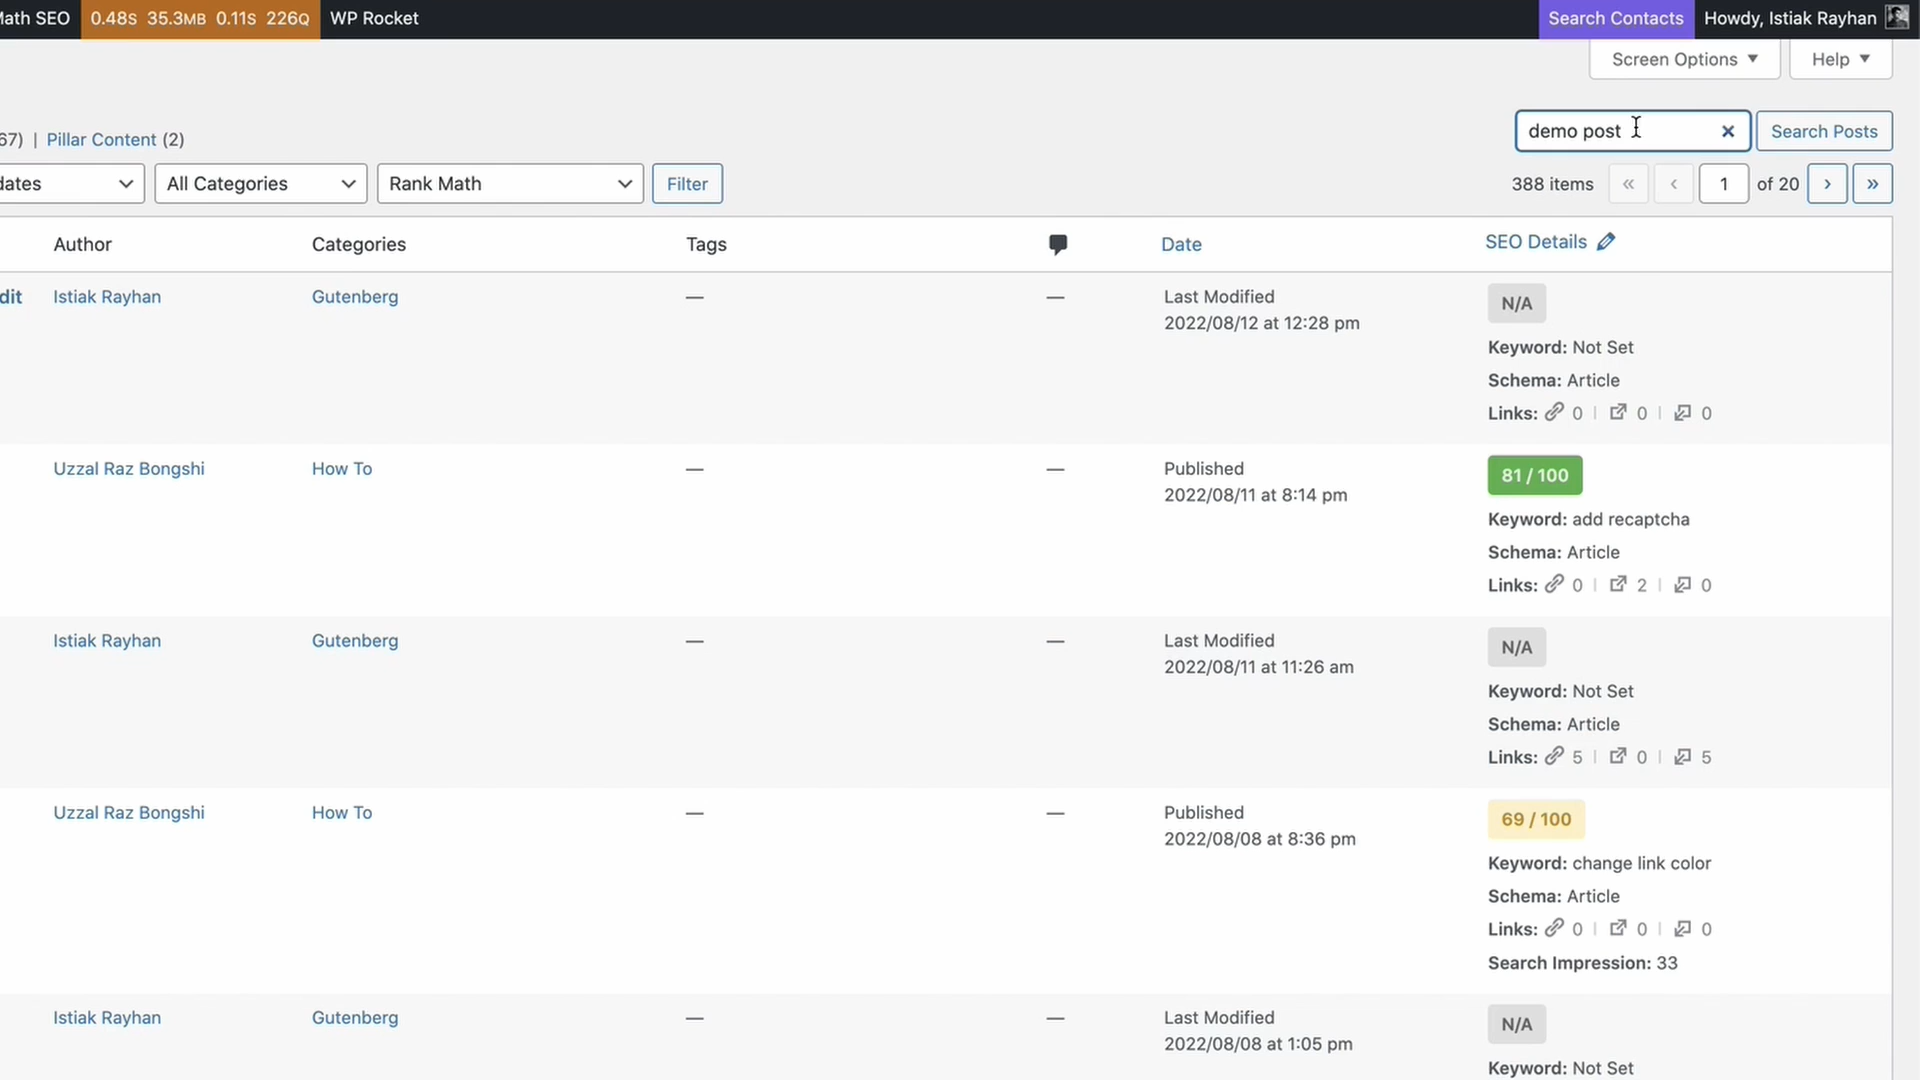 Math SEO 0.48S 35.3MB 0.11S 226Q WP Rocket Search Contacts Howdy, Istiak Rayhan
Screen Options ▼ Help ▼
67) | Pillar Content (2) demo post × Search Posts
dates All Categories Rank Math Filter 388 items « ‹ 1 of 20 › »
Author Categories Tags Date SEO Details
dit Istiak Rayhan Gutenberg — — Last Modified N/A
2022/08/12 at 12:28 pm
Keyword: Not Set
Schema: Article
Links: 0 | 0 | 0
Uzzal Raz Bongshi How To — — Published 81 / 100
2022/08/11 at 8:14 pm
Keyword: add recaptcha
Schema: Article
Links: 0 | 2 | 0
Istiak Rayhan Gutenberg — — Last Modified N/A
2022/08/11 at 11:26 am
Keyword: Not Set
Schema: Article
Links: 5 | 0 | 5
Uzzal Raz Bongshi How To — — Published 69 / 100
2022/08/08 at 8:36 pm
Keyword: change link color
Schema: Article
Links: 0 | 0 | 0
Search Impression: 33
Istiak Rayhan Gutenberg — — Last Modified N/A
2022/08/08 at 1:05 pm
Keyword: Not Set